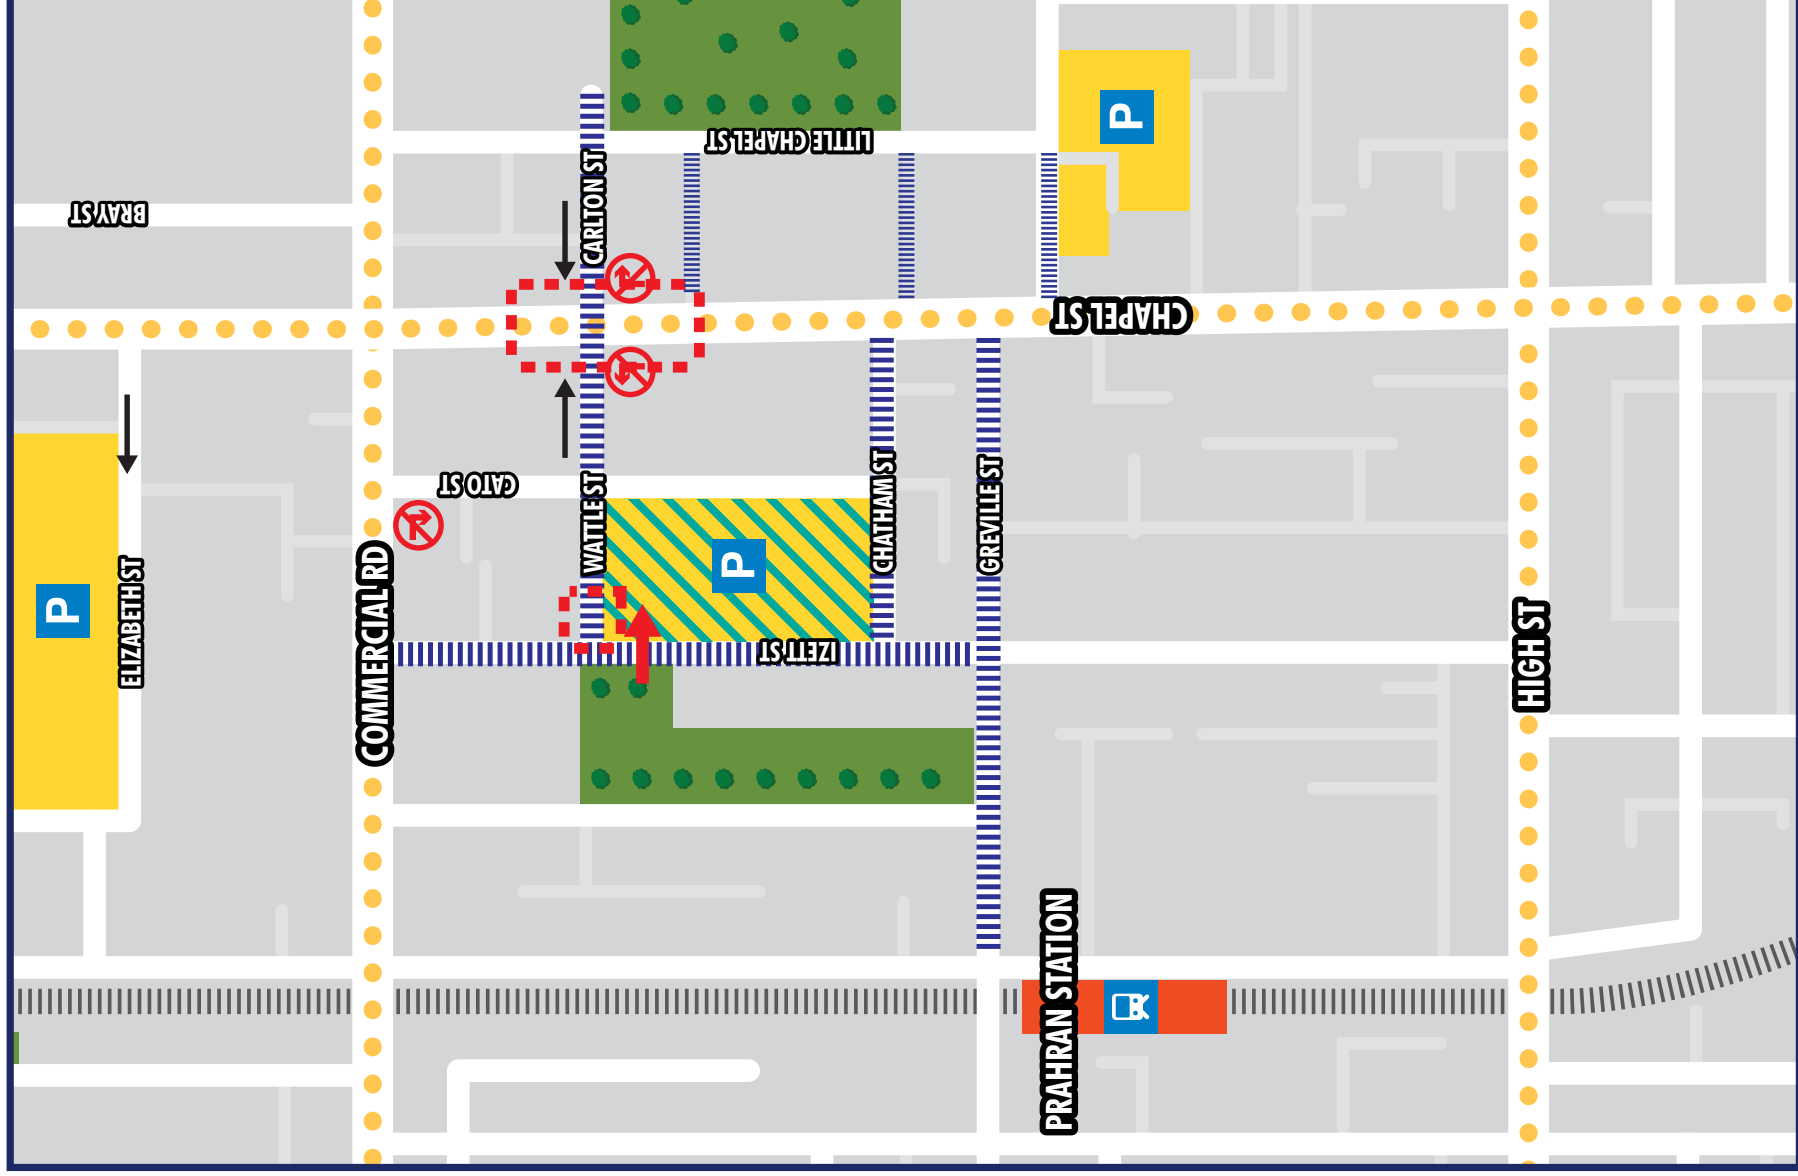 LITTLE CHAPEL ST
BRAY ST
CARLTON ST
CHAPEL ST
CATO ST
WATTLE ST
CHATHAM ST
GREVILLE ST
ELIZABETH ST
COMMERCIAL RD
IZETT ST
HIGH ST
PRAHRAN STATION
P
P
P